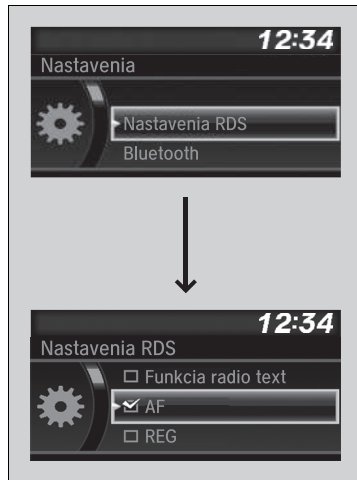 12:34
Nastavenia
Nastavenia RDS
Bluetooth
12:34
Nastavenia RDS
Funkcia radio text
AF
REG